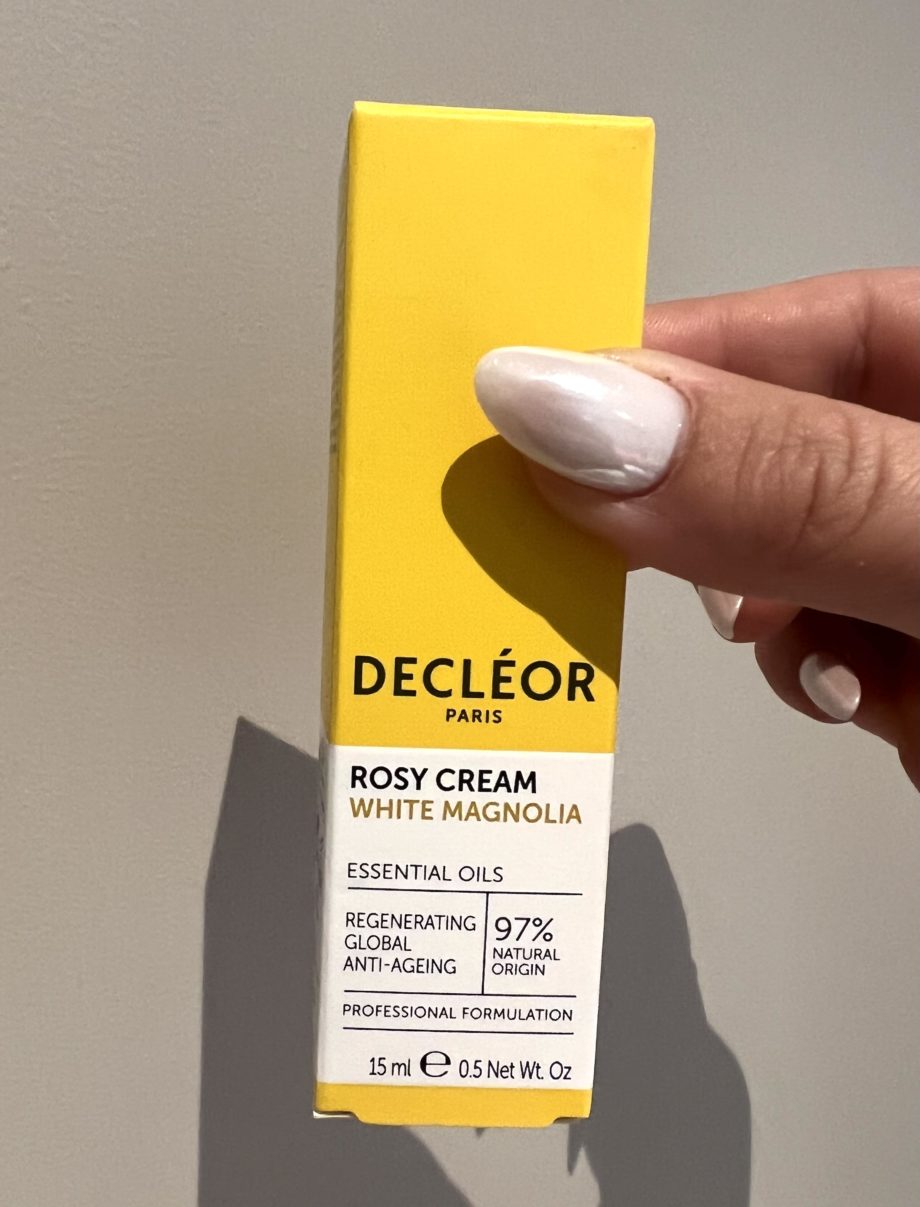 DECLÉOR
PARIS
ROSY CREAM
WHITE MAGNOLIA
ESSENTIAL OILS
REGENERATING
GLOBAL
ANTI-AGEING
97%
NATURAL
ORIGIN
PROFESSIONAL FORMULATION
15 ml ℮ 0.5 Net Wt. Oz